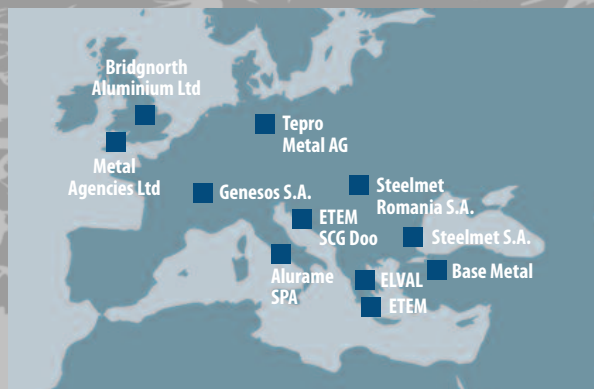 Bridgnorth
Aluminium Ltd
Tepro
Metal AG
Metal
Agencies Ltd
Genesos S.A.
Steelmet
Romania S.A.
ETEM
SCG Doo
Steelmet S.A.
Alurame
SPA
ELVAL
Base Metal
ETEM